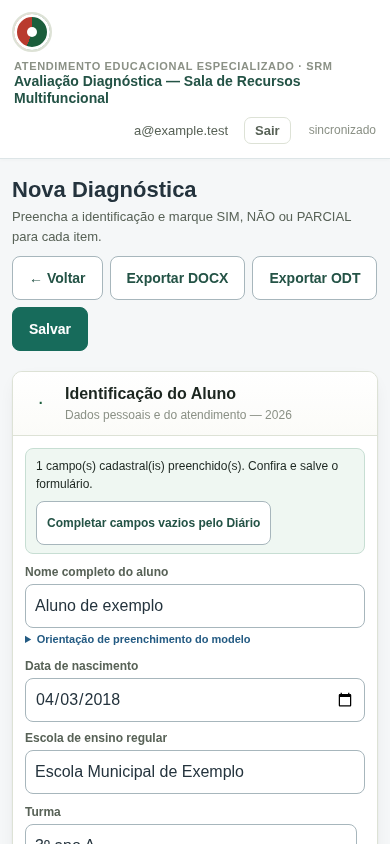 ATENDIMENTO EDUCACIONAL ESPECIALIZADO · SRM
Avaliação Diagnóstica — Sala de Recursos
Multifuncional
a@example.test
Sair
sincronizado
Nova Diagnóstica
Preencha a identificação e marque SIM, NÃO ou PARCIAL
para cada item.
← Voltar
Exportar DOCX
Exportar ODT
Salvar
Identificação do Aluno
Dados pessoais e do atendimento — 2026
1 campo(s) cadastral(is) preenchido(s). Confira e salve o
formulário.
Completar campos vazios pelo Diário
Nome completo do aluno
Aluno de exemplo
Orientação de preenchimento do modelo
Data de nascimento
04/03/2018
Escola de ensino regular
Escola Municipal de Exemplo
Turma
3º ano A